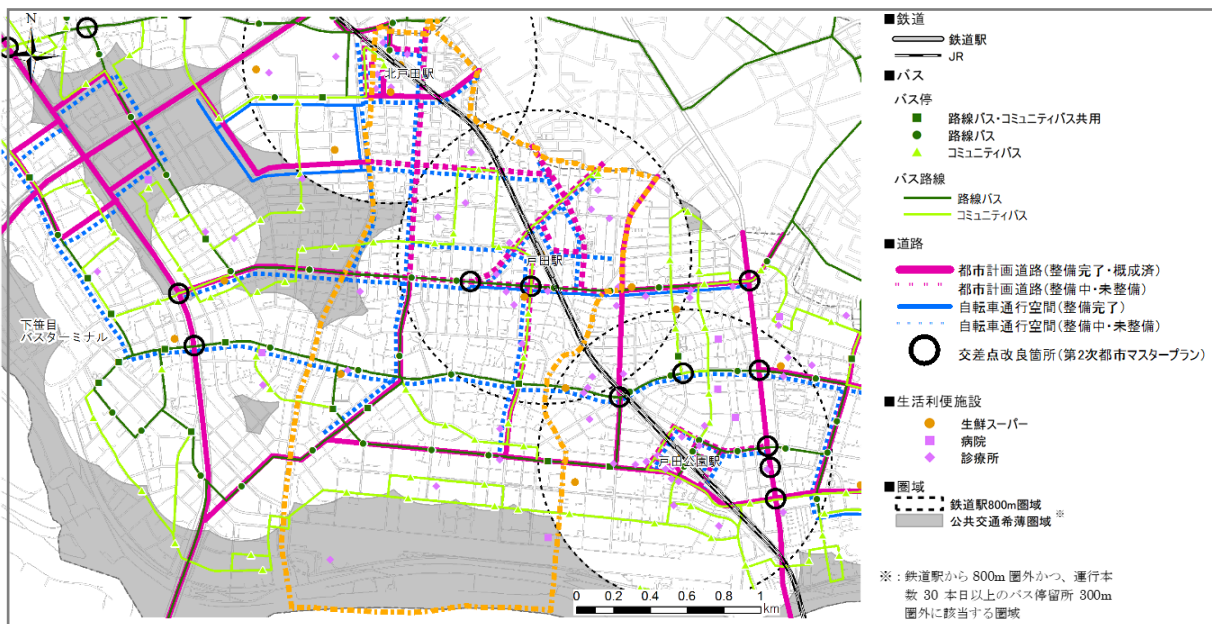 N
北戸田駅
戸田駅
下笹目
バスターミナル
戸田公園駅
0 0.2 0.4 0.6 0.8 1
km
■鉄道
鉄道駅
JR
■バス
バス停
路線バス・コミュニティバス共用
路線バス
コミュニティバス
バス路線
路線バス
コミュニティバス
■道路
都市計画道路(整備完了・概成済)
都市計画道路(整備中・未整備)
自転車通行空間(整備完了)
自転車通行空間(整備中・未整備)
交差点改良箇所(第2次都市マスタープラン)
■生活利便施設
生鮮スーパー
病院
診療所
■圏域
鉄道駅800m圏域
公共交通希薄圏域※
※：鉄道駅から 800m 圏外かつ、運行本
数 30 本日以上のバス停留所 300m
圏外に該当する圏域